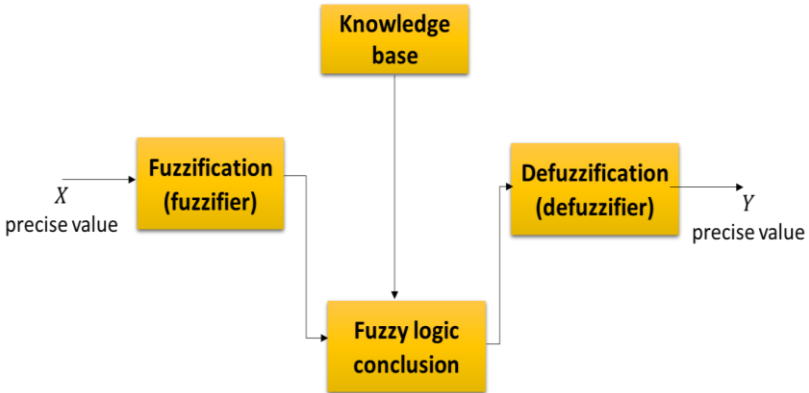 Knowledge
base
Fuzzification
(fuzzifier)
Defuzzification
(defuzzifier)
X
precise value
Y
precise value
Fuzzy logic
conclusion